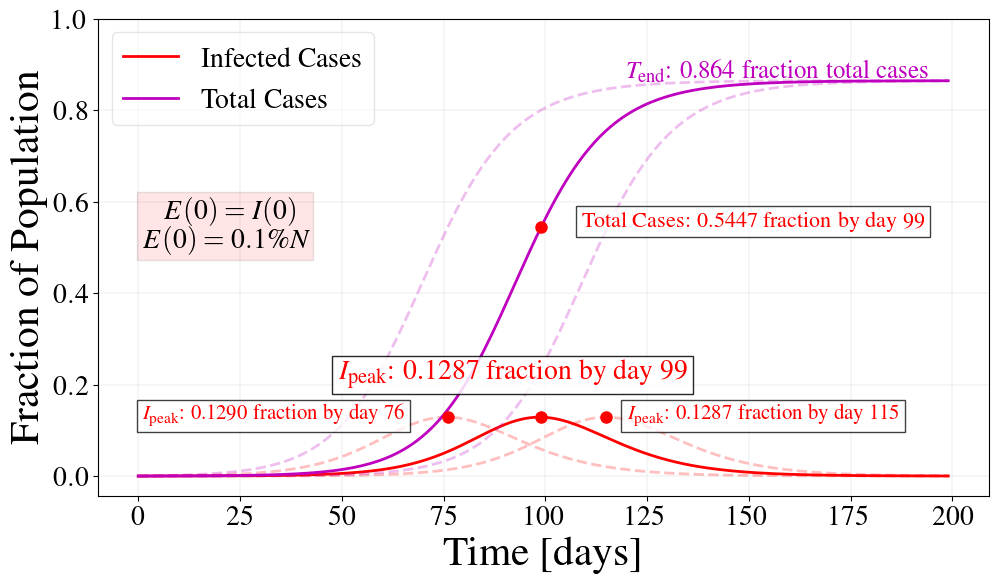 Infected Cases
Total Cases
T_end: 0.864 fraction total cases
E(0) = I(0)
E(0) = 0.1%N
Total Cases: 0.5447 fraction by day 99
I_peak: 0.1287 fraction by day 99
I_peak: 0.1290 fraction by day 76
I_peak: 0.1287 fraction by day 115
Fraction of Population
1.0
0.8
0.6
0.4
0.2
0.0
0 25 50 75 100 125 150 175 200
Time [days]